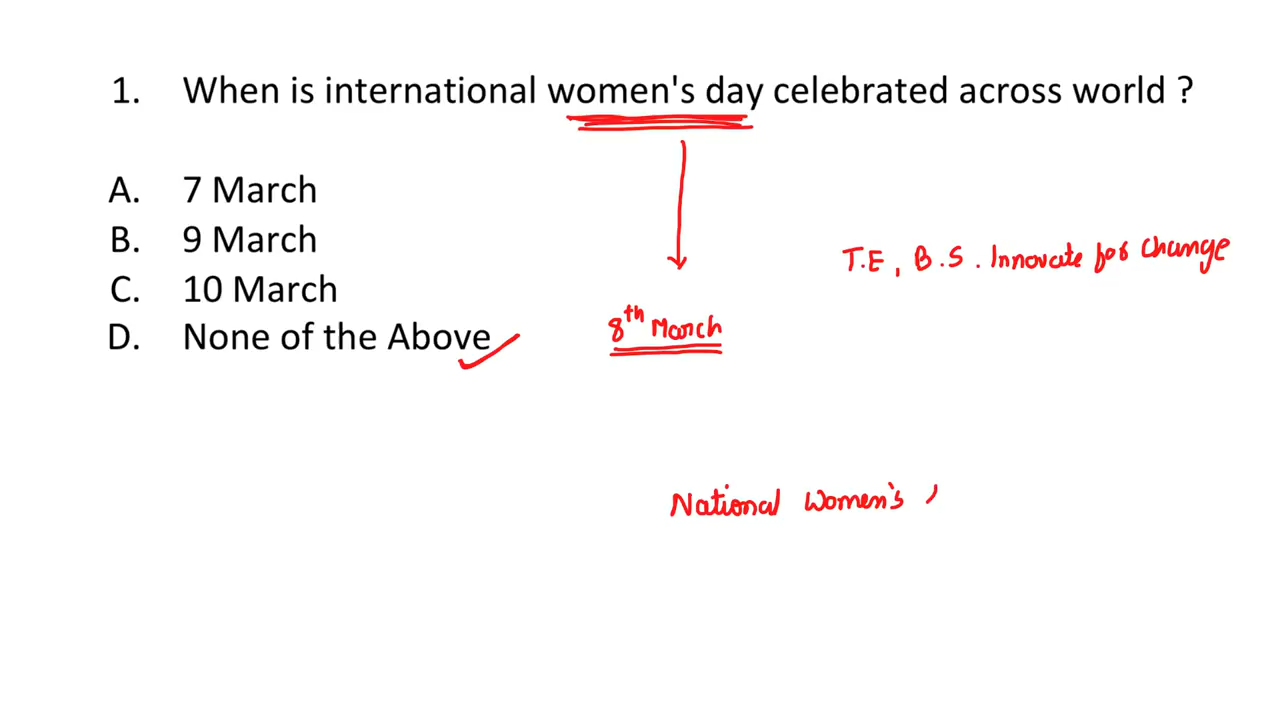 1. When is international women's day celebrated across world ?
A. 7 March
B. 9 March
C. 10 March
D. None of the Above
T.E, B.S. Innovate for Change
8th March
National Women's